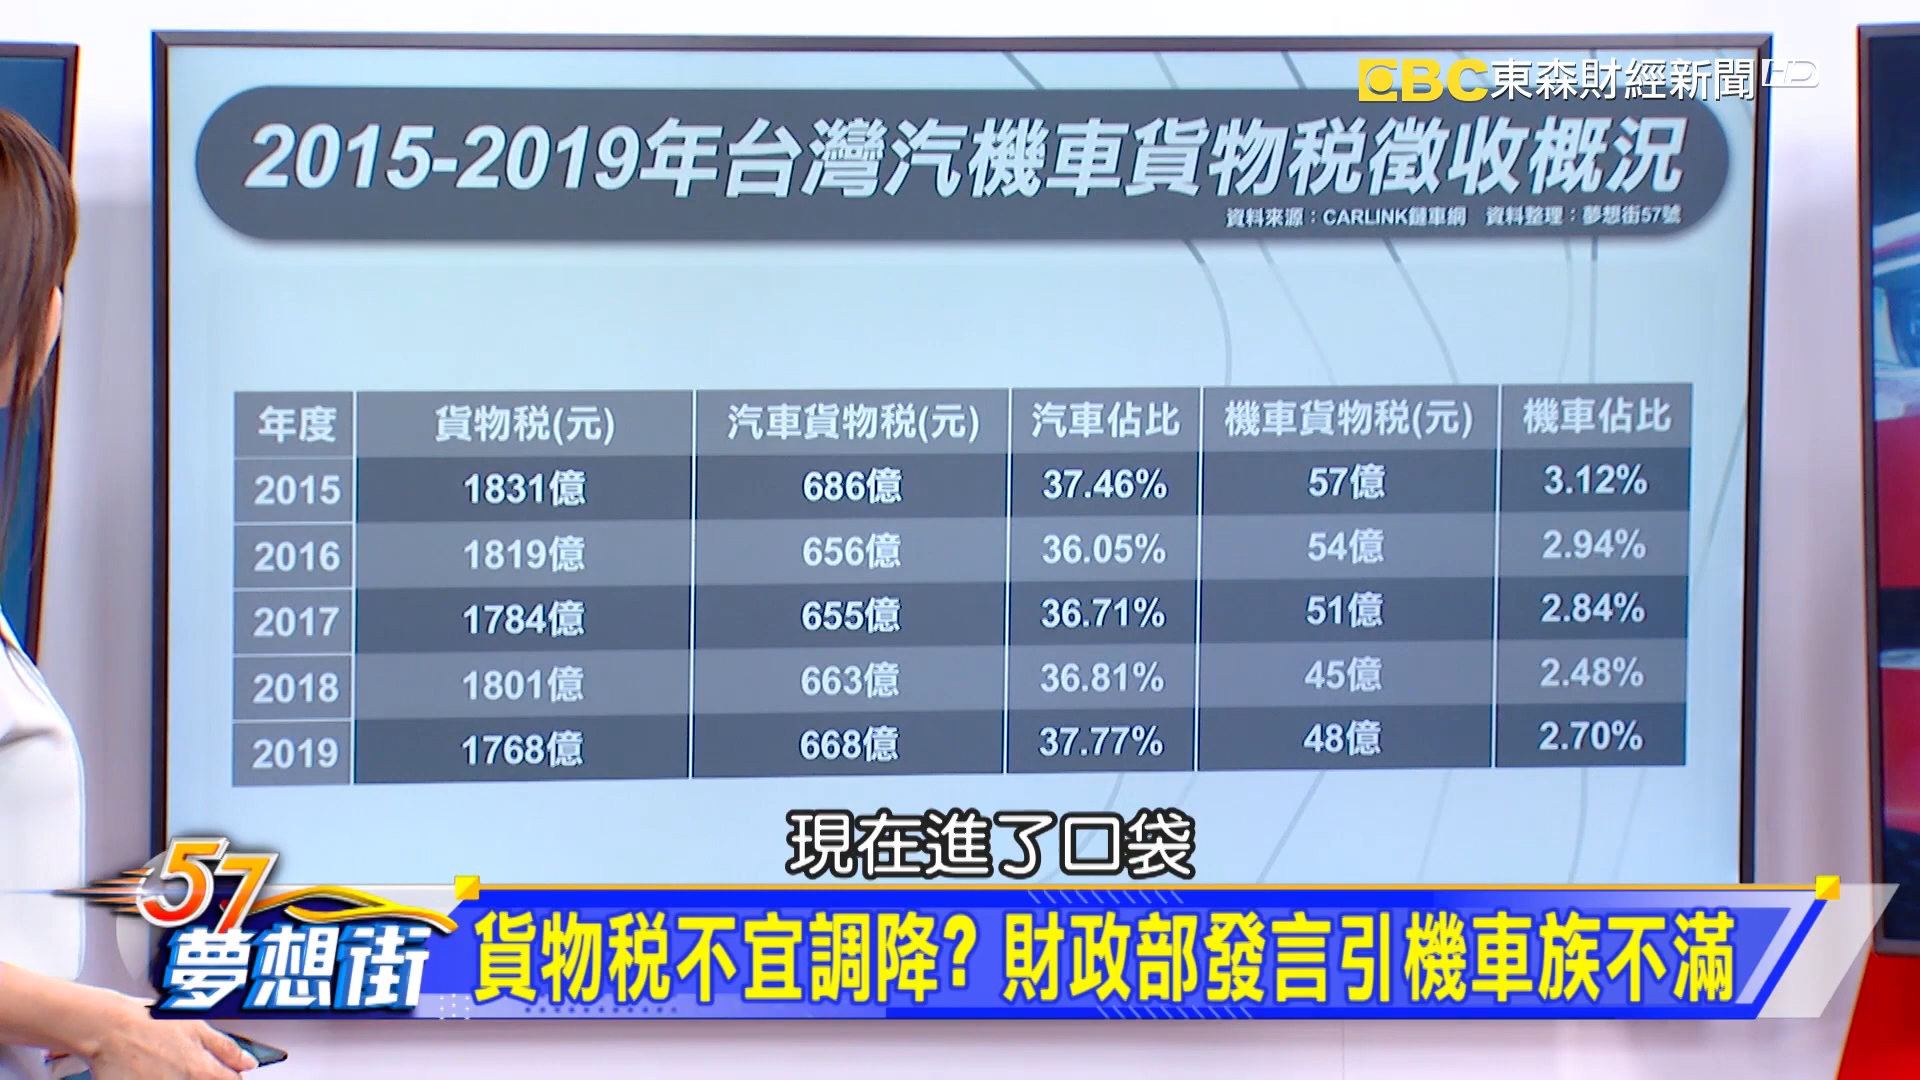 EBC 東森財經新聞 HD
2015-2019年台灣汽機車貨物稅徵收概況
資料來源：CARLINK鏈車網 資料整理：夢想街57號
年度 貨物稅(元) 汽車貨物稅(元) 汽車佔比 機車貨物稅(元) 機車佔比
2015 1831億 686億 37.46% 57億 3.12%
2016 1819億 656億 36.05% 54億 2.94%
2017 1784億 655億 36.71% 51億 2.84%
2018 1801億 663億 36.81% 45億 2.48%
2019 1768億 668億 37.77% 48億 2.70%
現在進了口袋
57
夢想街
貨物稅不宜調降？財政部發言引機車族不滿